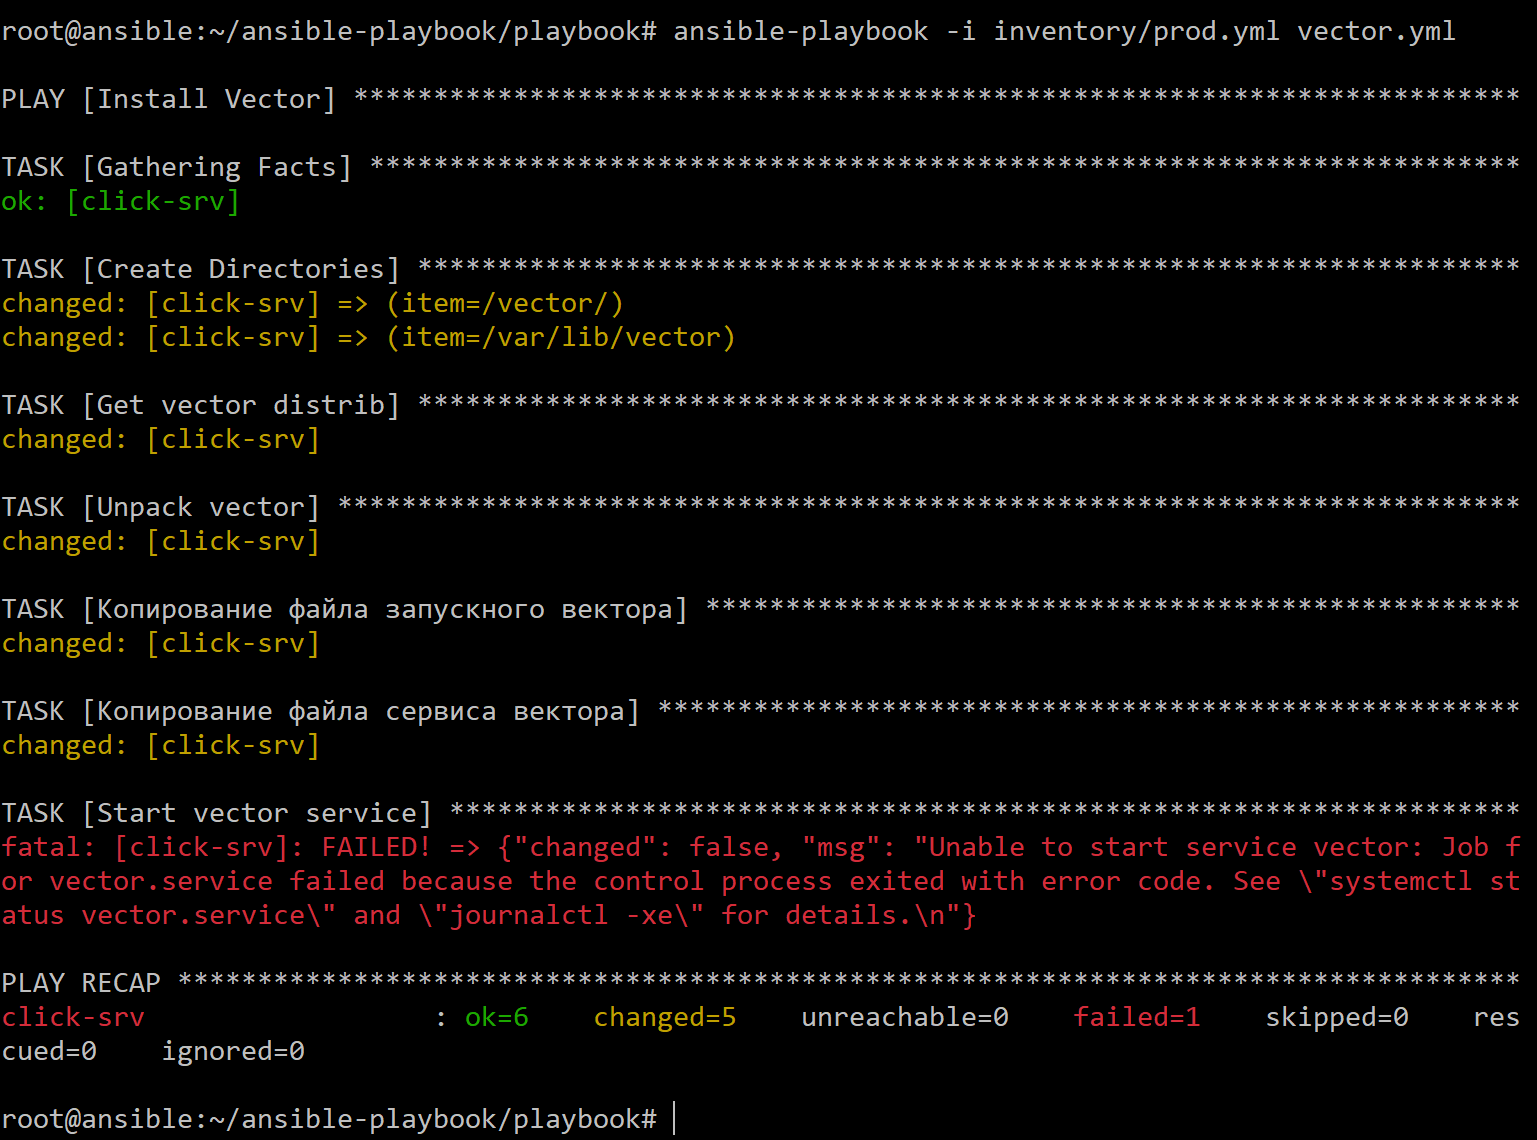 root@ansible:~/ansible-playbook/playbook# ansible-playbook -i inventory/prod.yml vector.yml
PLAY [Install Vector] *************************************************************************
TASK [Gathering Facts] ************************************************************************
ok: [click-srv]
TASK [Create Directories] *********************************************************************
changed: [click-srv] => (item=/vector/)
changed: [click-srv] => (item=/var/lib/vector)
TASK [Get vector distrib] *********************************************************************
changed: [click-srv]
TASK [Unpack vector] **************************************************************************
changed: [click-srv]
TASK [Копирование файла запускного вектора] ***************************************************
changed: [click-srv]
TASK [Копирование файла сервиса вектора] ******************************************************
changed: [click-srv]
TASK [Start vector service] *******************************************************************
fatal: [click-srv]: FAILED! => {"changed": false, "msg": "Unable to start service vector: Job f
or vector.service failed because the control process exited with error code. See \"systemctl st
atus vector.service\" and \"journalctl -xe\" for details.\n"}
PLAY RECAP ************************************************************************************
click-srv                  : ok=6    changed=5    unreachable=0    failed=1    skipped=0    res
cued=0    ignored=0
root@ansible:~/ansible-playbook/playbook#